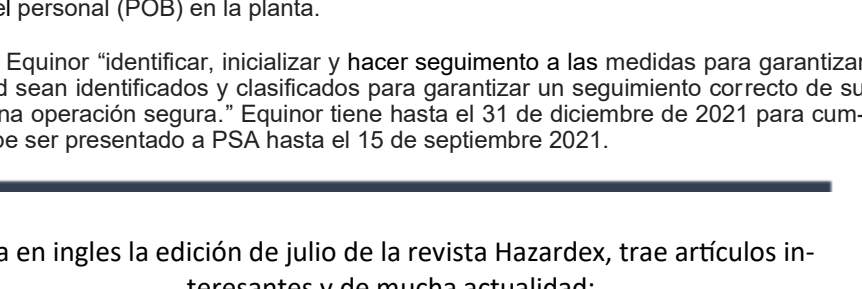 el personal (POB) en la planta.
Equinor “identificar, inicializar y hacer seguimento a las medidas para garantizar
d sean identificados y clasificados para garantizar un seguimiento correcto de su
na operación segura.” Equinor tiene hasta el 31 de diciembre de 2021 para cum-
be ser presentado a PSA hasta el 15 de septiembre 2021.
a en ingles la edición de julio de la revista Hazardex, trae artículos in-
teresantes y de mucha actualidad: